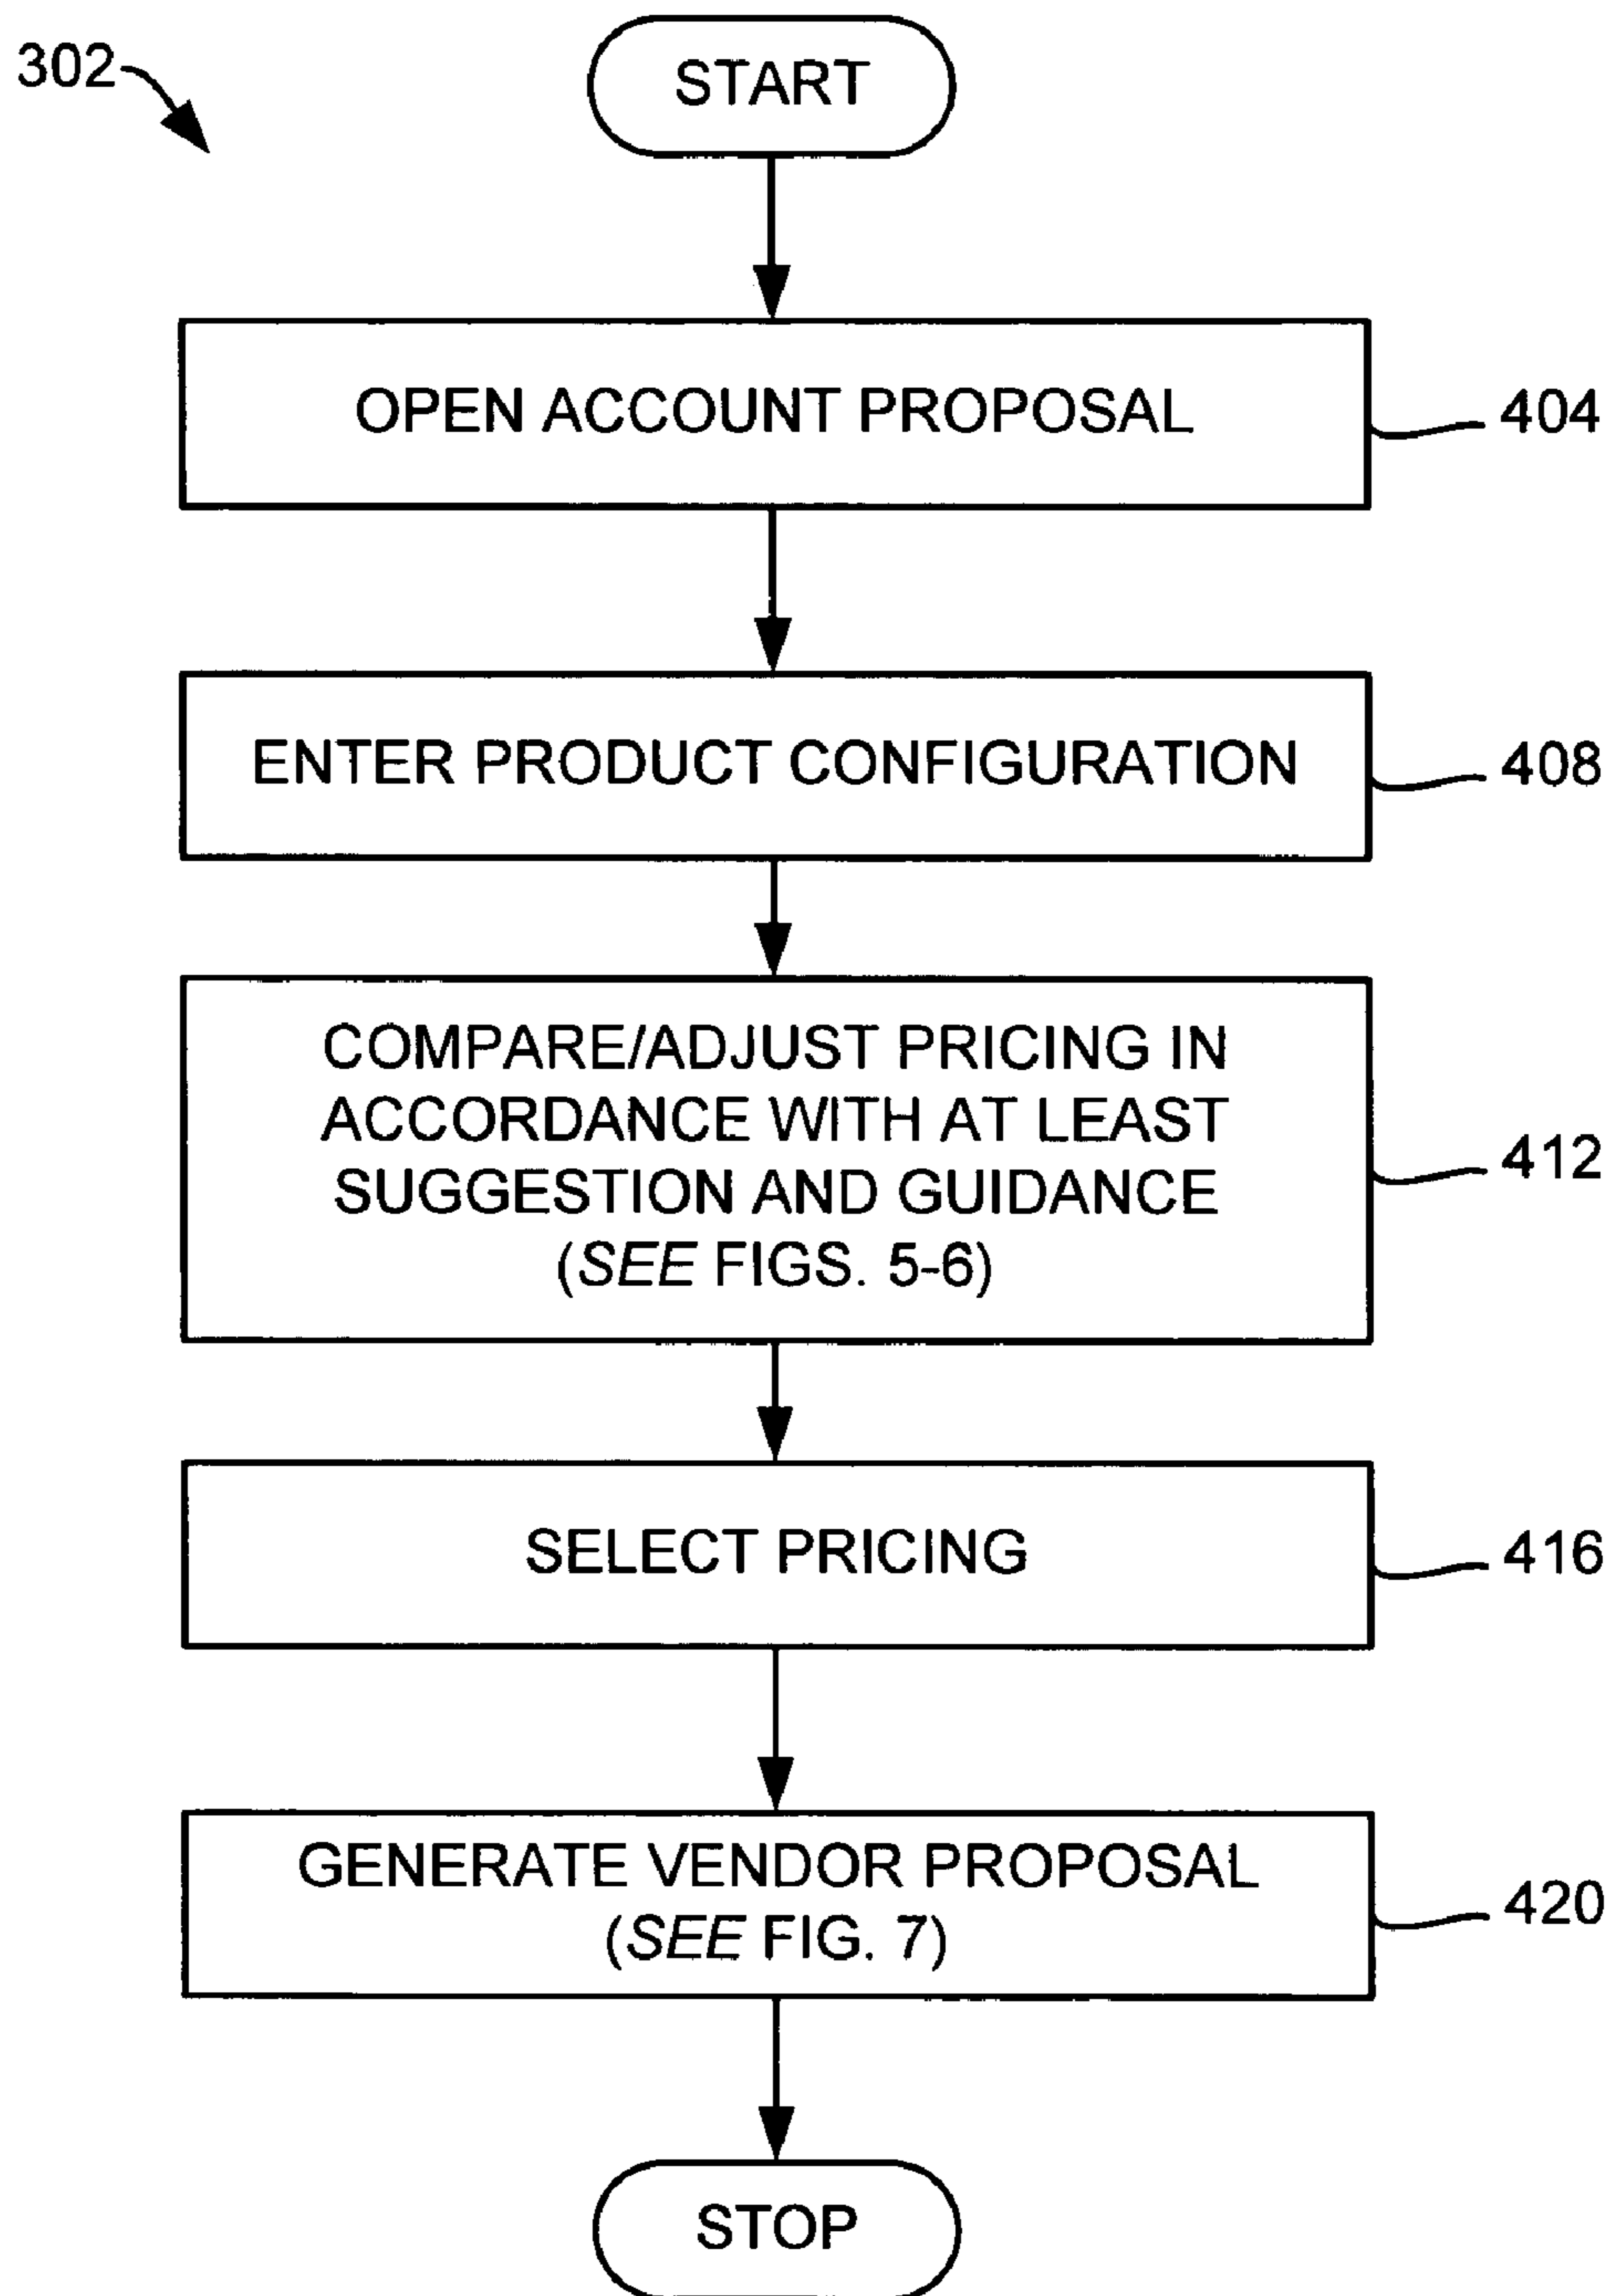 302
START
OPEN ACCOUNT PROPOSAL
404
ENTER PRODUCT CONFIGURATION
408
COMPARE/ADJUST PRICING IN
ACCORDANCE WITH AT LEAST
SUGGESTION AND GUIDANCE
(SEE FIGS. 5-6)
412
SELECT PRICING
416
GENERATE VENDOR PROPOSAL
(SEE FIG. 7)
420
STOP